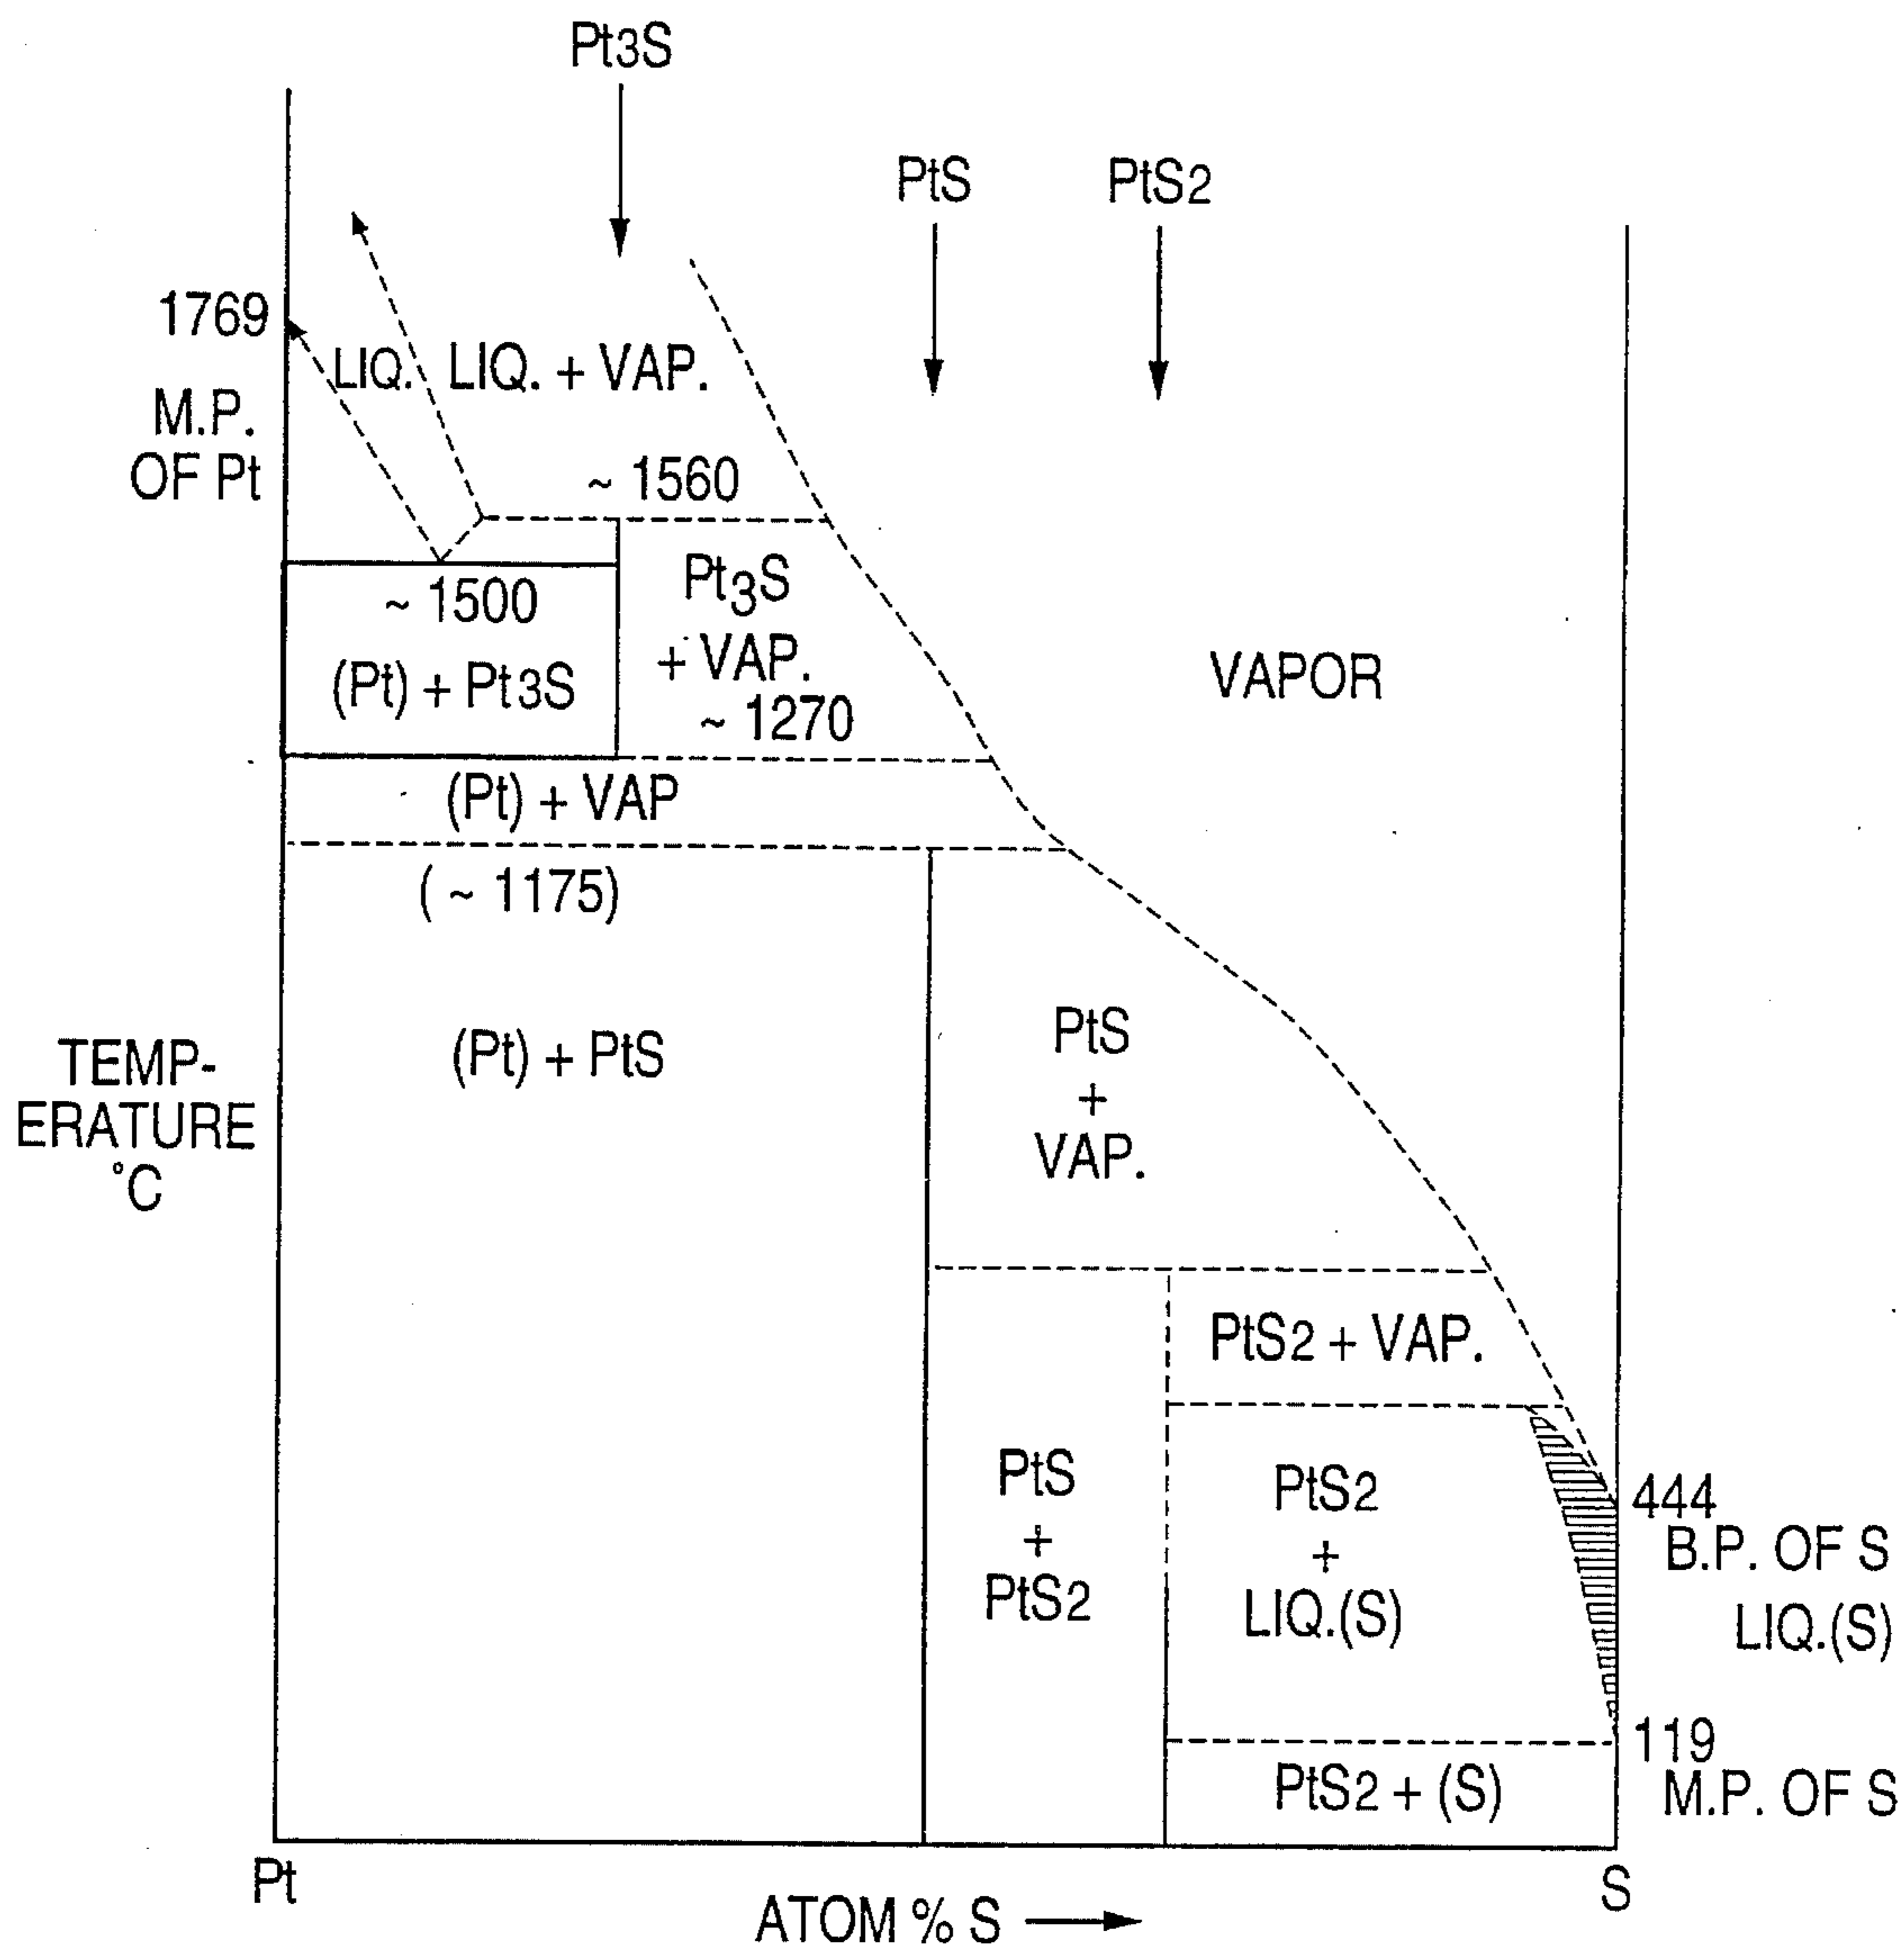 Pt3S
PtS
PtS2
1769
M.P.
OF Pt
LIQ.
LIQ. + VAP.
~ 1560
~ 1500
(Pt) + Pt3S
Pt3S
+ VAP.
~ 1270
VAPOR
(Pt) + VAP
( ~ 1175)
TEMP-
ERATURE
°C
(Pt) + PtS
PtS
+
VAP.
PtS2 + VAP.
PtS
+
PtS2
PtS2
+
LIQ.(S)
444
B.P. OF S
LIQ.(S)
119
M.P. OF S
PtS2 + (S)
Pt
S
ATOM % S